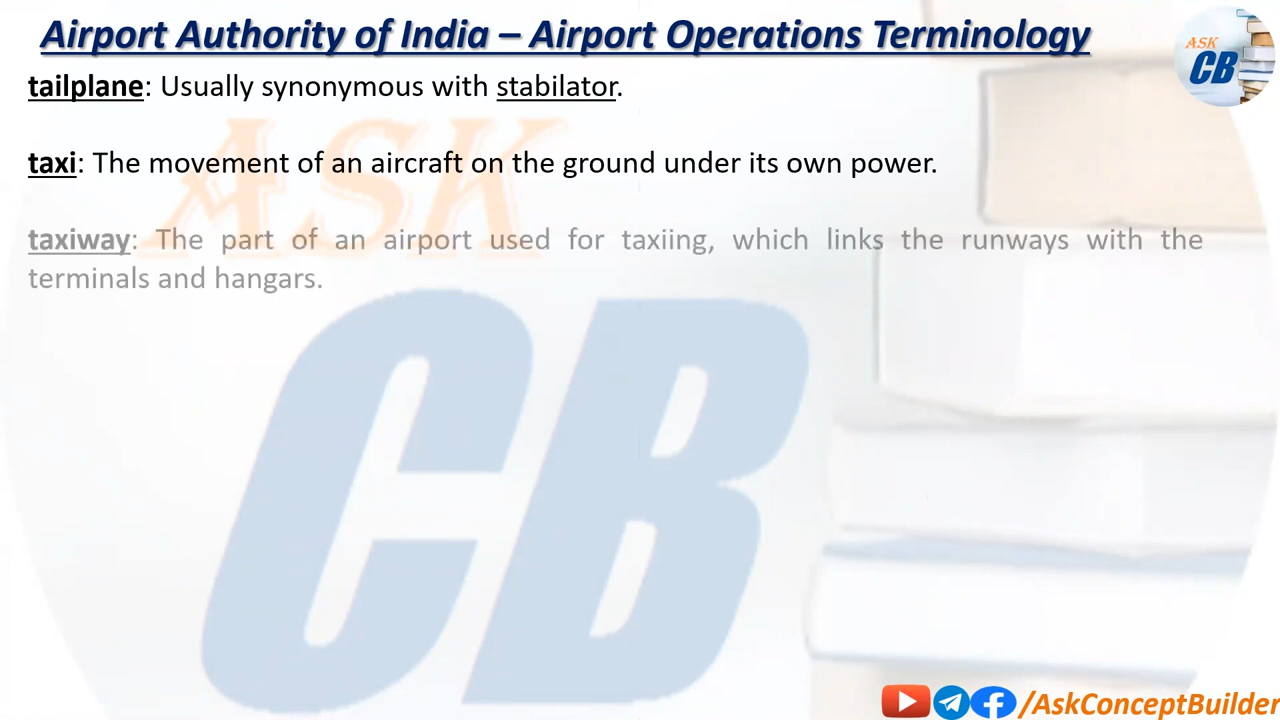 Airport Authority of India – Airport Operations Terminology
ASK
CB
tailplane: Usually synonymous with stabilator.
taxi: The movement of an aircraft on the ground under its own power.
taxiway: The part of an airport used for taxiing, which links the runways with the
terminals and hangars.
ASK
CB
/AskConceptBuilder